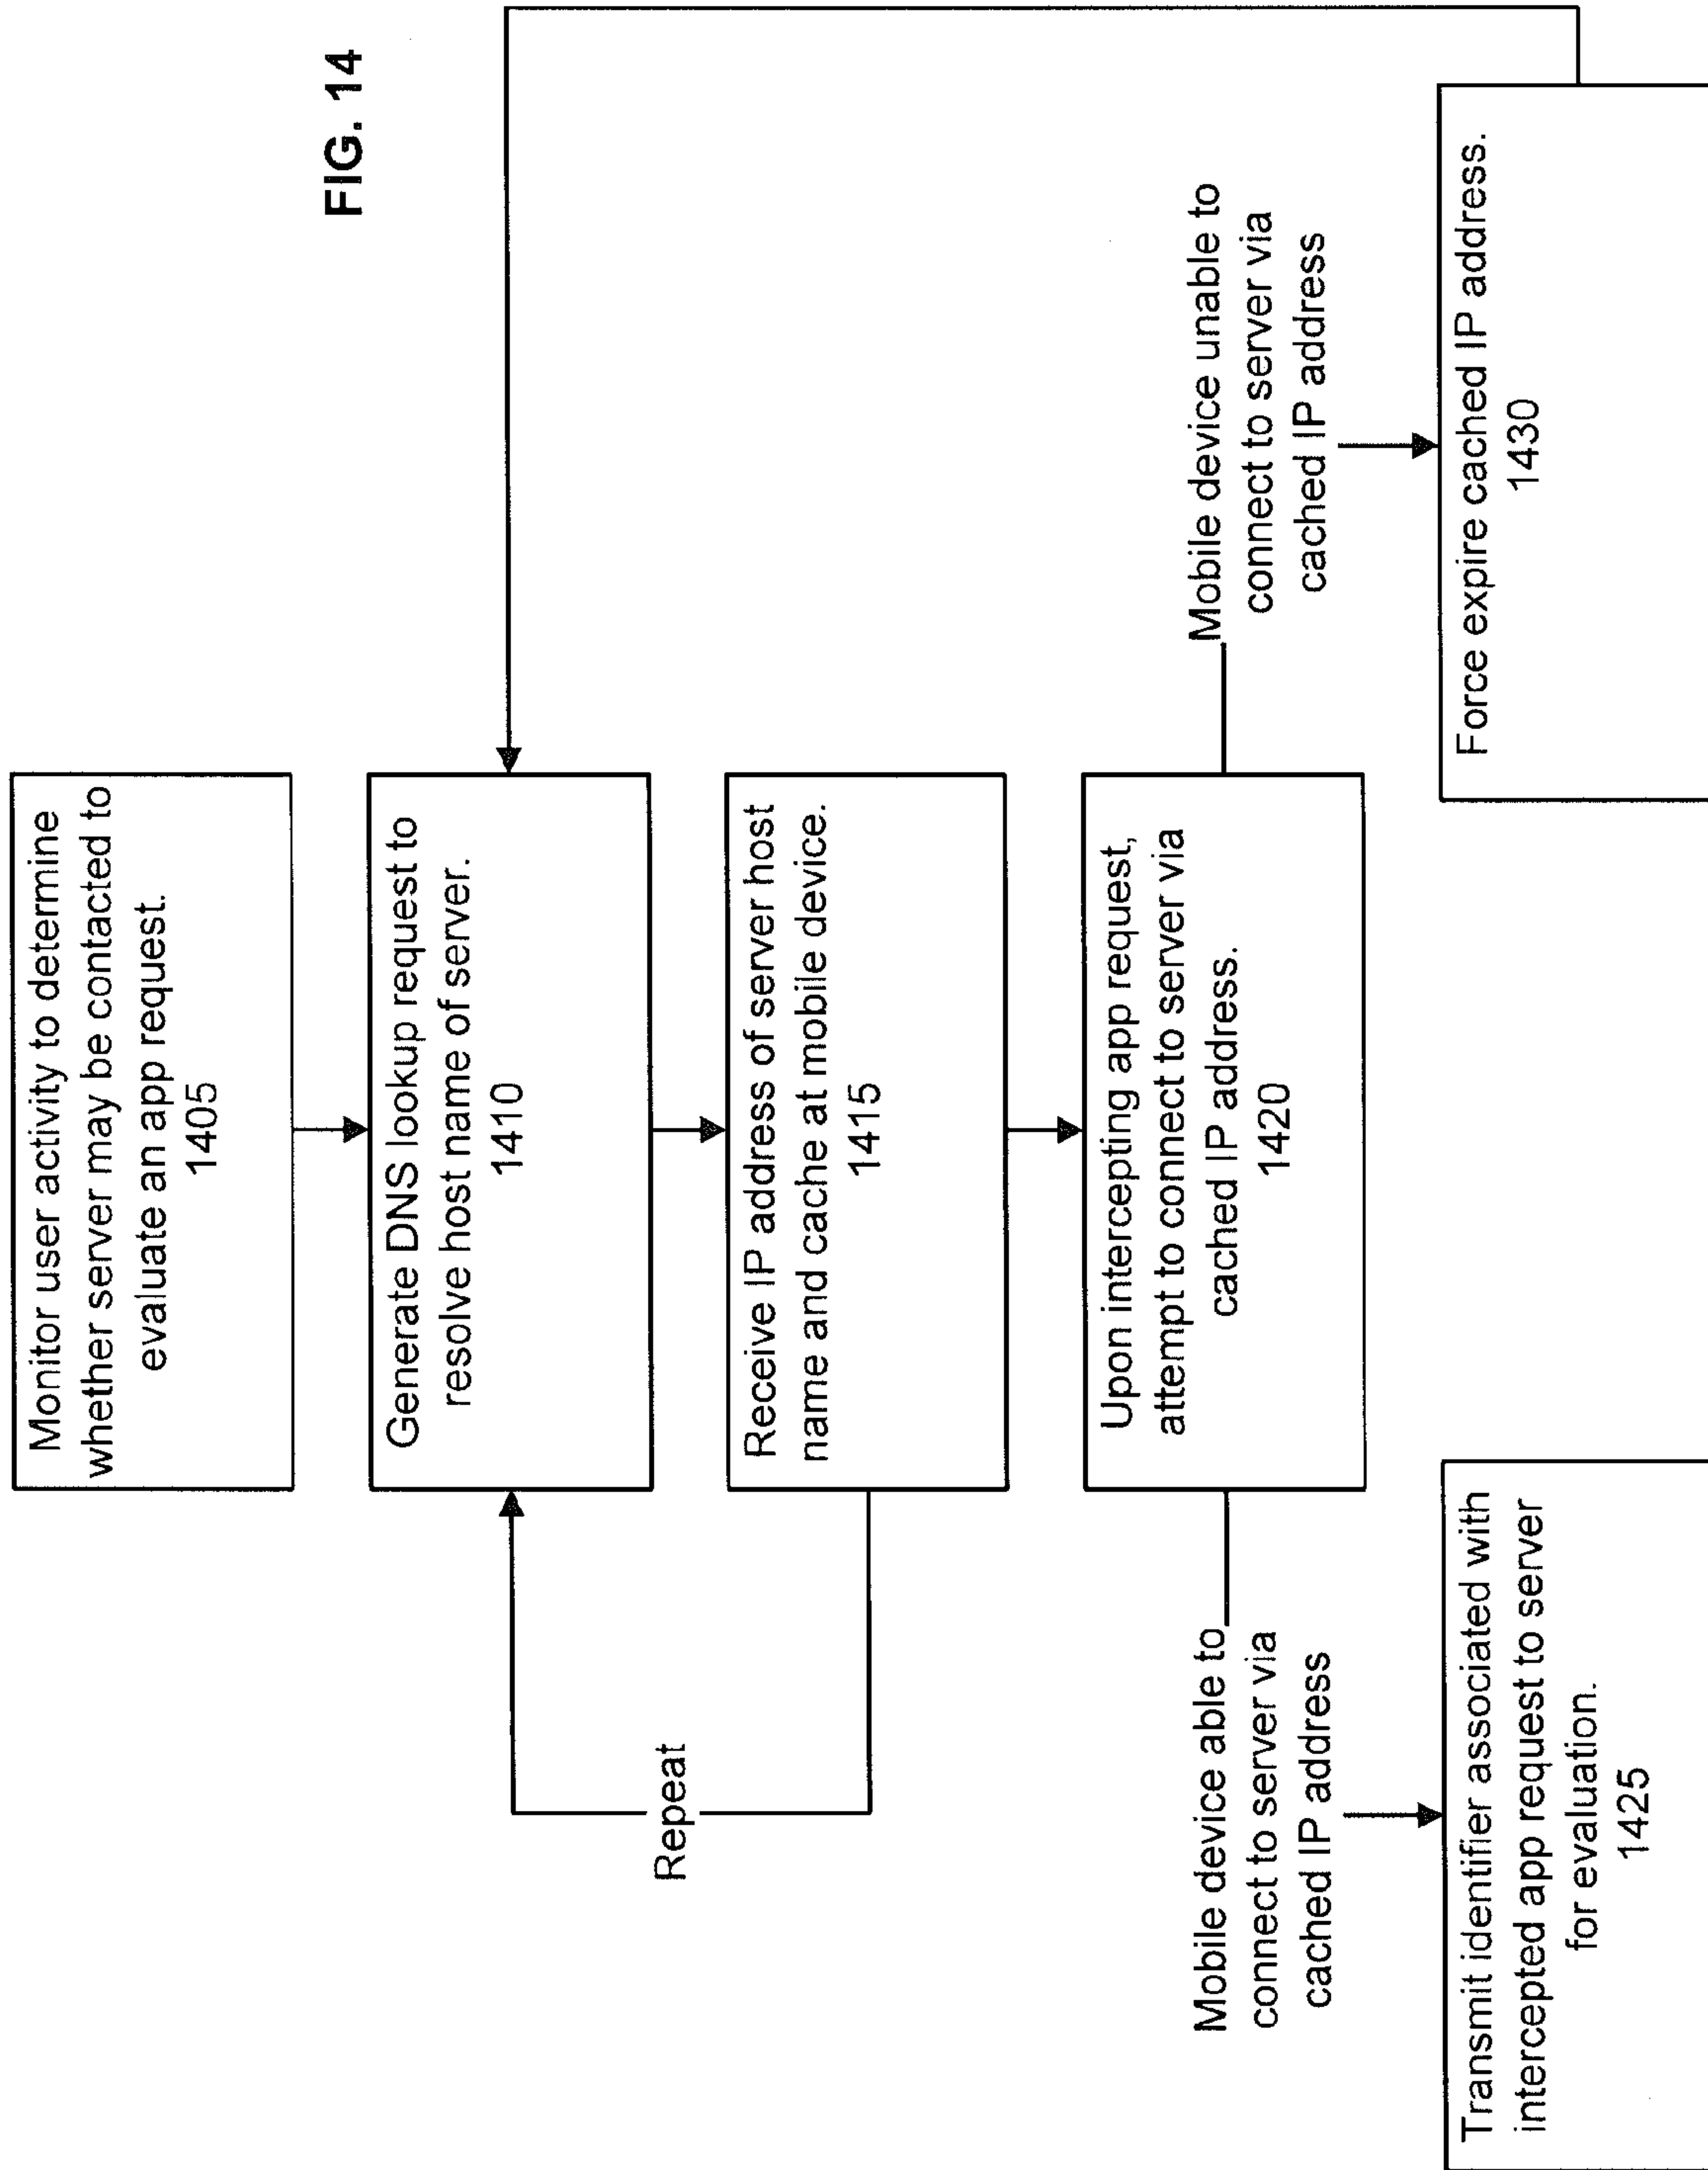 FIG. 14
Monitor user activity to determine
whether server may be contacted to
evaluate an app request.
1405
Generate DNS lookup request to
resolve host name of server.
1410
Receive IP address of server host
name and cache at mobile device.
1415
Repeat
Upon intercepting app request,
attempt to connect to server via
cached IP address.
1420
Mobile device able to
connect to server via
cached IP address
Mobile device unable to
connect to server via
cached IP address
Transmit identifier associated with
intercepted app request to server
for evaluation.
1425
Force expire cached IP address.
1430